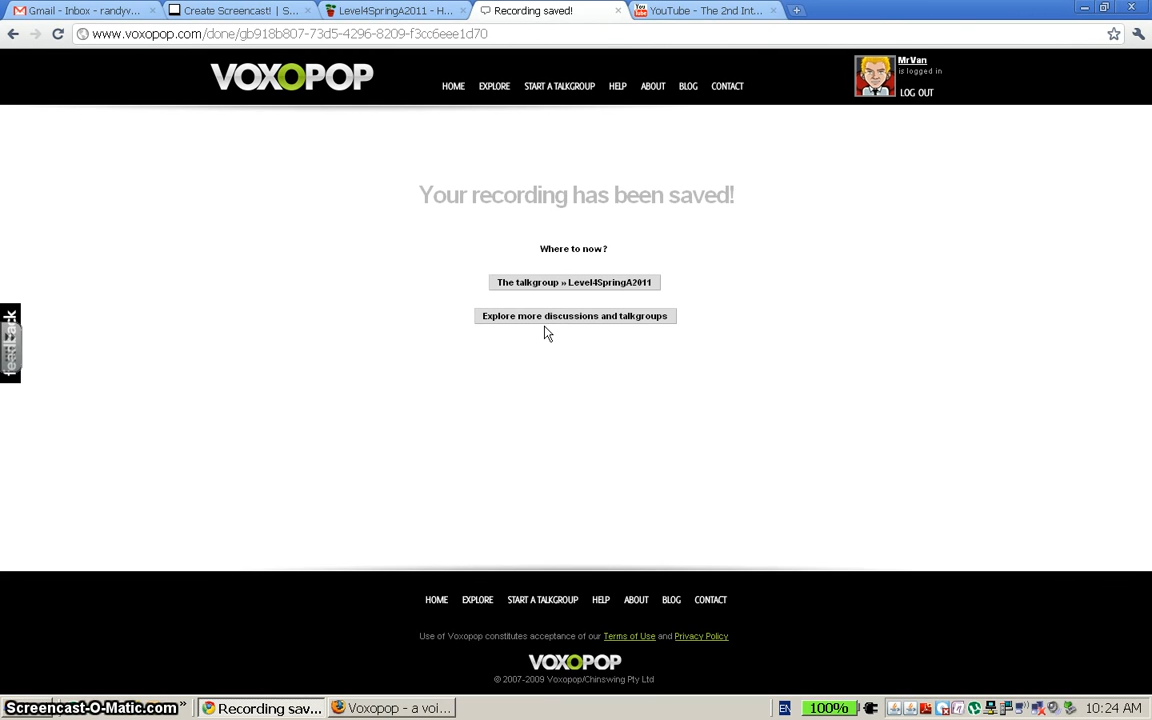 Gmail - Inbox - randyv...
Create Screencast! | S...
Level4SpringA2011 - H...
Recording saved!
YouTube - The 2nd Int...
www.voxopop.com/done/gb918b807-73d5-4296-8209-f3cc6eee1d70
VOXOPOP
HOME EXPLORE START A TALKGROUP HELP ABOUT BLOG CONTACT
MrVan
is logged in
LOG OUT
Your recording has been saved!
Where to now?
The talkgroup » Level4SpringA2011
Explore more discussions and talkgroups
feedback
HOME EXPLORE START A TALKGROUP HELP ABOUT BLOG CONTACT
Use of Voxopop constitutes acceptance of our Terms of Use and Privacy Policy
VOXOPOP
© 2007-2009 Voxopop/Chinswing Pty Ltd
Screencast-O-Matic.com
Recording sav...
Voxopop - a voi...
EN
100%
10:24 AM